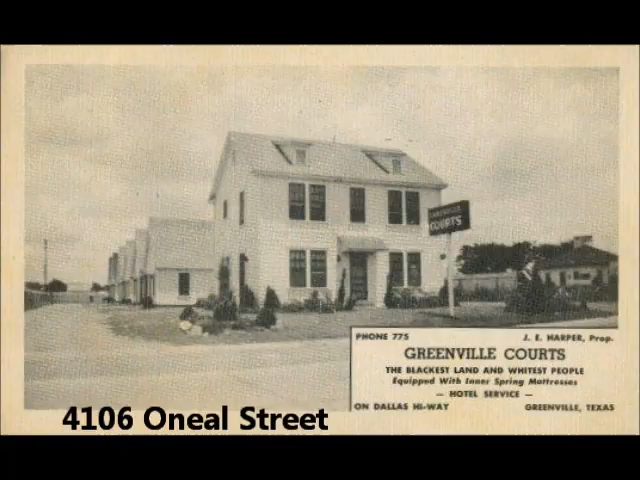 GREENVILLE
COURTS
PHONE 775 J. E. HARPER, Prop.
GREENVILLE COURTS
THE BLACKEST LAND AND WHITEST PEOPLE
Equipped With Inner Spring Mattresses
— HOTEL SERVICE —
ON DALLAS HI-WAY GREENVILLE, TEXAS
4106 Oneal Street